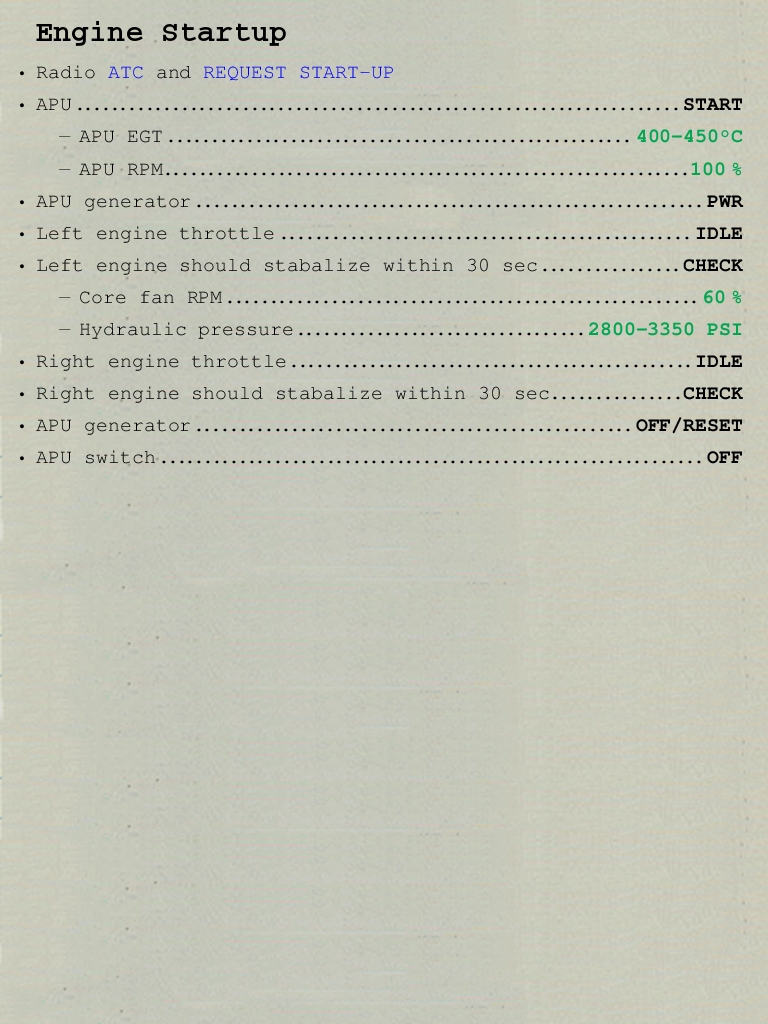 Engine Startup
• Radio ATC and REQUEST START-UP
• APU..................................................................START
– APU EGT................................................... 400–450°C
– APU RPM.........................................................100 %
• APU generator........................................................PWR
• Left engine throttle.............................................IDLE
• Left engine should stabalize within 30 sec...............CHECK
– Core fan RPM.................................................... 60 %
– Hydraulic pressure...............................2800–3350 PSI
• Right engine throttle............................................IDLE
• Right engine should stabalize within 30 sec..............CHECK
• APU generator................................................OFF/RESET
• APU switch...........................................................OFF